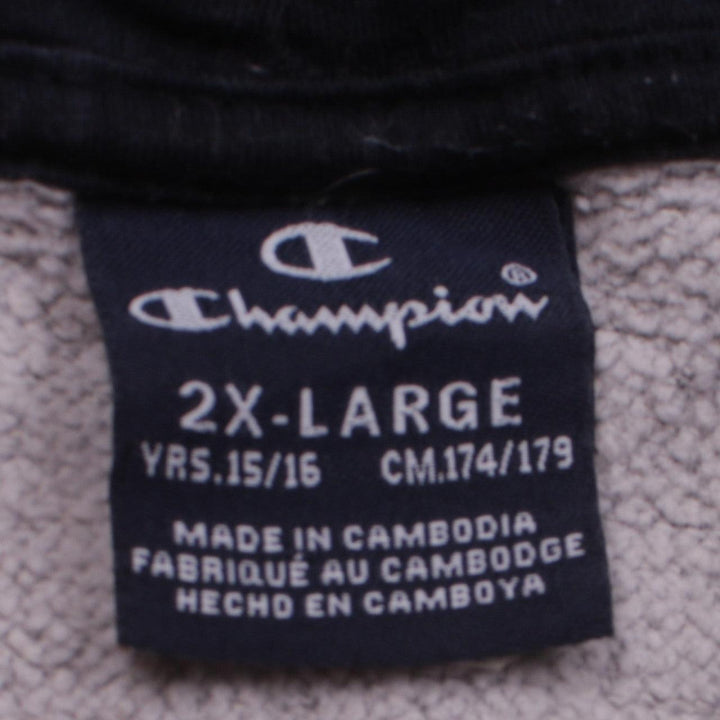 Champion®
2X-LARGE
YRS.15/16 CM.174/179
MADE IN CAMBODIA
FABRIQUÉ AU CAMBODGE
HECHO EN CAMBOYA